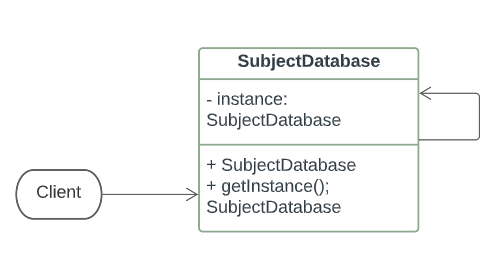 SubjectDatabase
- instance:
SubjectDatabase
+ SubjectDatabase
+ getInstance();
SubjectDatabase
Client